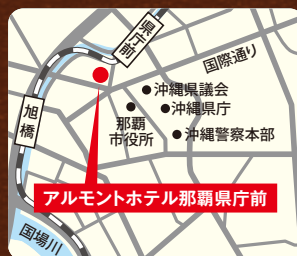 県庁前
国際通り
沖縄県議会
沖縄県庁
那覇
市役所
沖縄警察本部
旭橋
アルモントホテル那覇県庁前
国場川